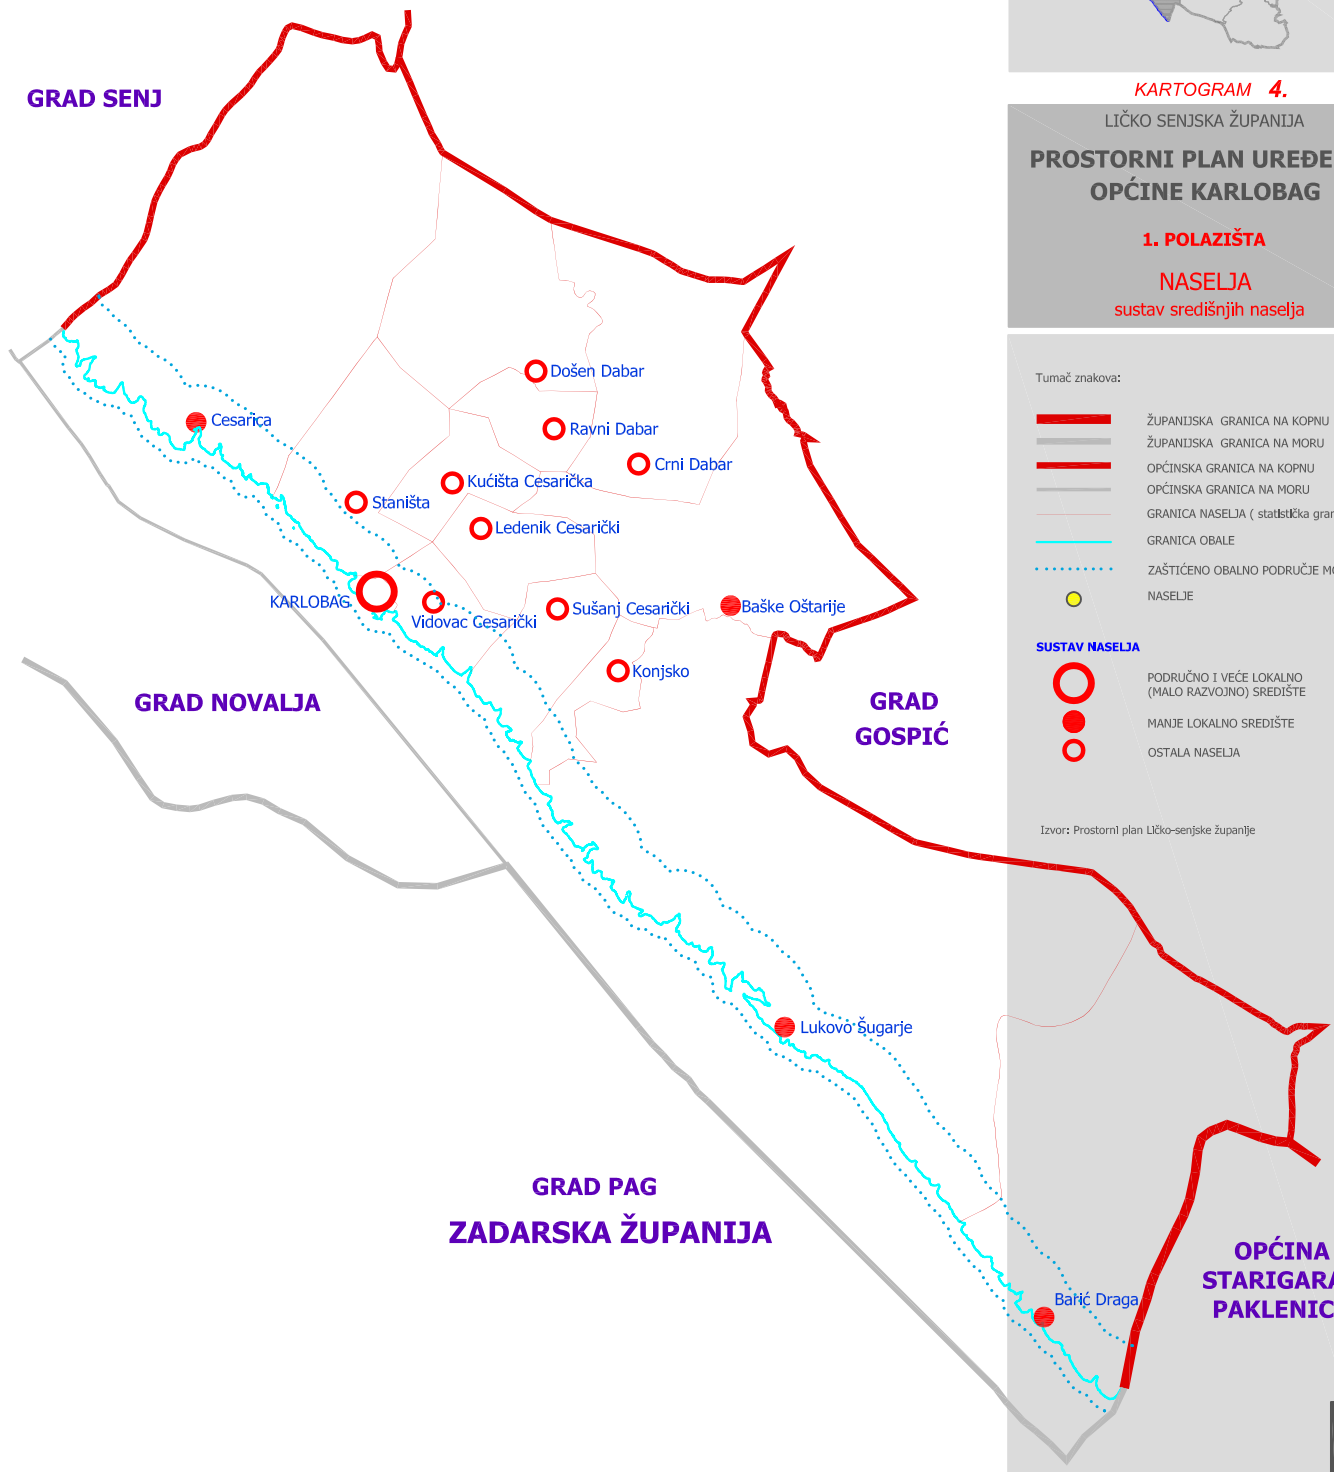 GRAD SENJ
KARTOGRAM 4.
LIČKO SENJSKA ŽUPANIJA
PROSTORNI PLAN UREĐE
OPĆINE KARLOBAG
1. POLAZIŠTA
NASELJA
sustav središnjih naselja
Tumač znakova:
ŽUPANIJSKA GRANICA NA KOPNU
ŽUPANIJSKA GRANICA NA MORU
OPĆINSKA GRANICA NA KOPNU
OPĆINSKA GRANICA NA MORU
GRANICA NASELJA ( statistička gran
GRANICA OBALE
ZAŠTIĆENO OBALNO PODRUČJE MO
NASELJE
SUSTAV NASELJA
PODRUČNO I VEĆE LOKALNO
(MALO RAZVOJNO) SREDIŠTE
MANJE LOKALNO SREDIŠTE
OSTALA NASELJA
Izvor: Prostorni plan Ličko-senjske županije
Došen Dabar
Cesarica
Ravni Dabar
Crni Dabar
Kućišta Cesarička
Staništa
Ledenik Cesarički
KARLOBAG
Vidovac Cesarički
Sušanj Cesarički
Baške Oštarije
Konjsko
GRAD NOVALJA
GRAD
GOSPIĆ
Lukovo Šugarje
GRAD PAG
ZADARSKA ŽUPANIJA
OPĆINA
STARIGARA
PAKLENIC
Barić Draga